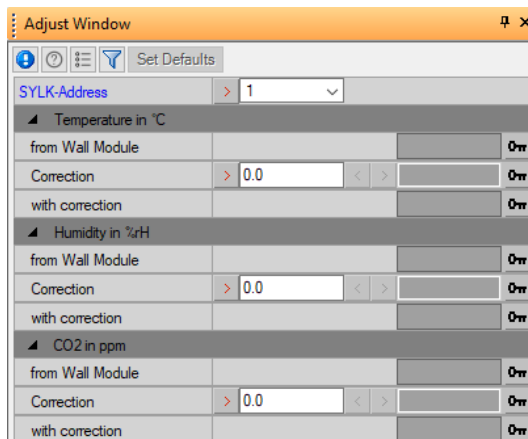 Adjust Window
Set Defaults
SYLK-Address > 1
Temperature in °C
from Wall Module
Correction > 0.0 < >
with correction
Humidity in %rH
from Wall Module
Correction > 0.0 < >
with correction
CO2 in ppm
from Wall Module
Correction > 0.0 < >
with correction